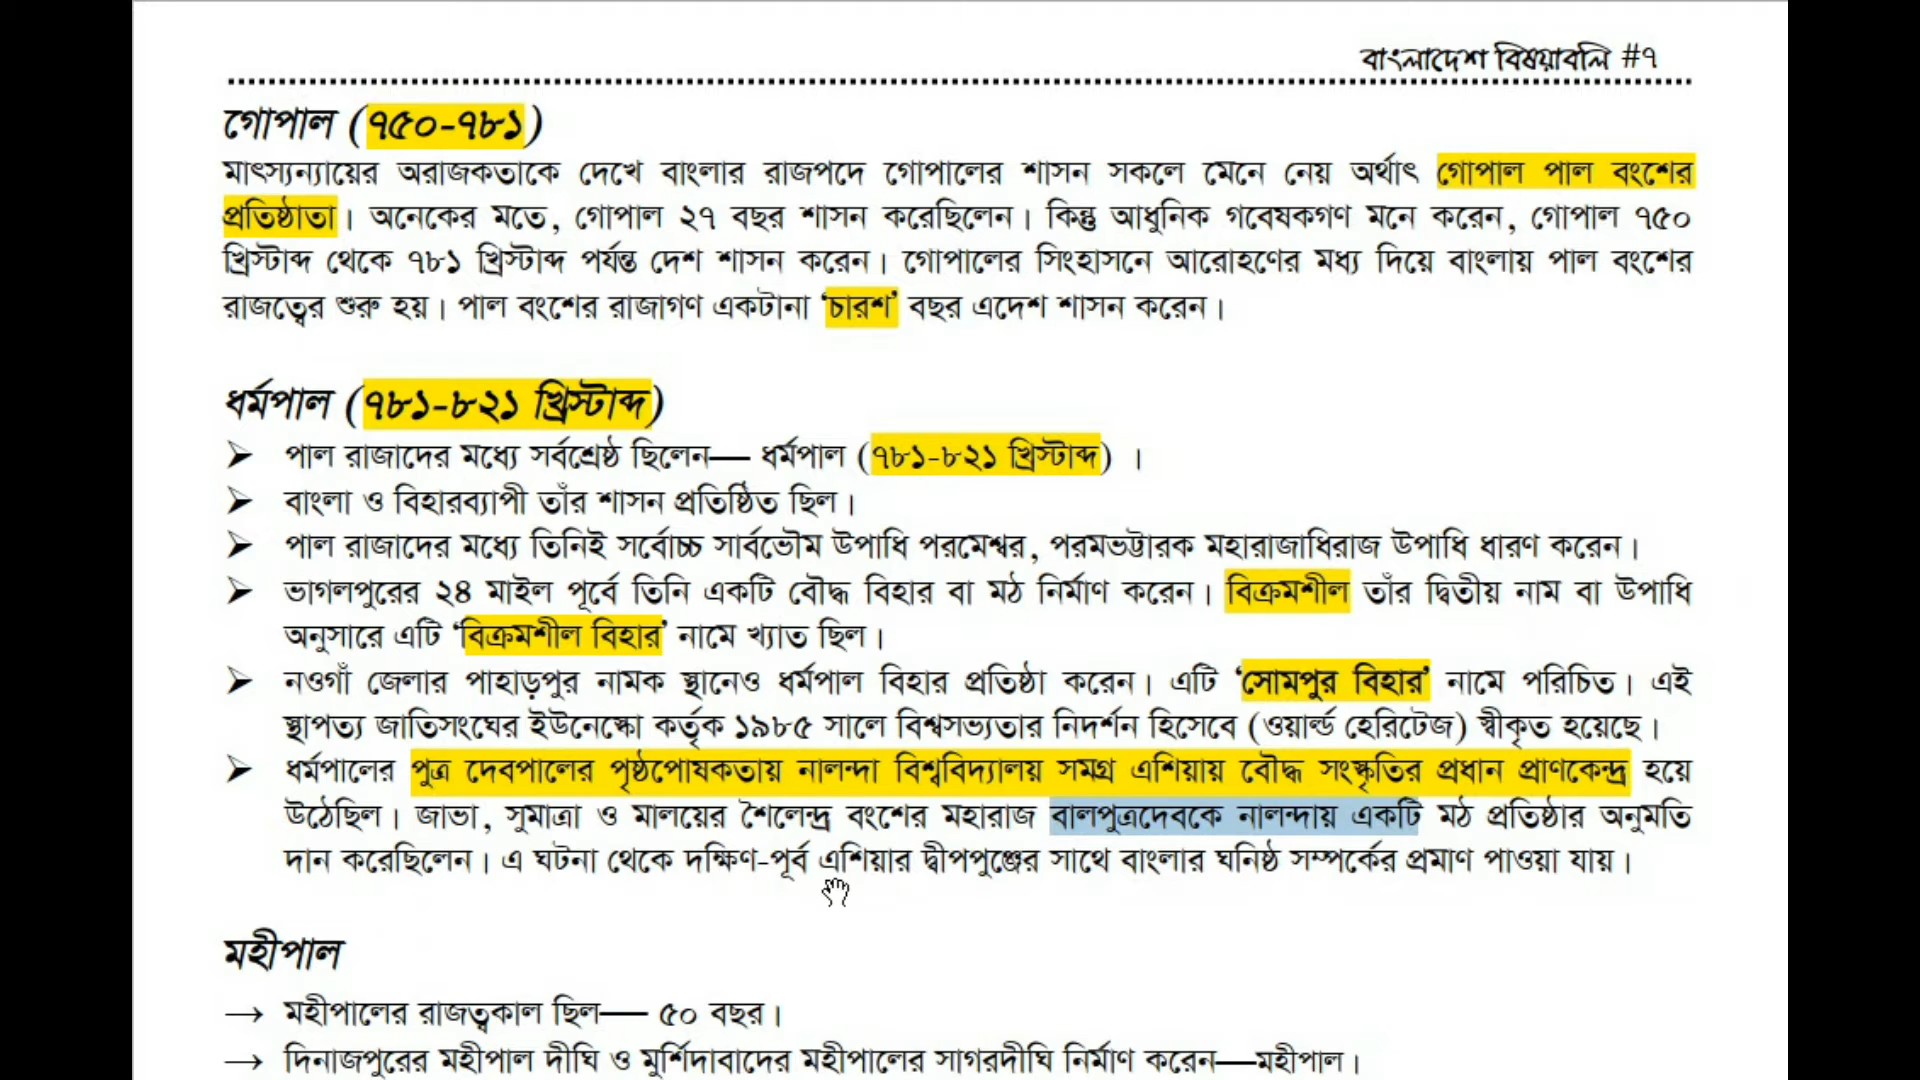 বাংলাদেশ বিষয়াবলি #৭
গোপাল (৭৫০-৭৮১)
মাৎস্যন্যায়ের অরাজকতাকে দেখে বাংলার রাজপদে গোপালের শাসন সকলে মেনে নেয় অর্থাৎ গোপাল পাল বংশের
প্রতিষ্ঠাতা। অনেকের মতে, গোপাল ২৭ বছর শাসন করেছিলেন। কিন্তু আধুনিক গবেষকগণ মনে করেন, গোপাল ৭৫০
খ্রিস্টাব্দ থেকে ৭৮১ খ্রিস্টাব্দ পর্যন্ত দেশ শাসন করেন। গোপালের সিংহাসনে আরোহণের মধ্য দিয়ে বাংলায় পাল বংশের
রাজত্বের শুরু হয়। পাল বংশের রাজাগণ একটানা ‘চারশ’ বছর এদেশ শাসন করেন।
ধর্মপাল (৭৮১-৮২১ খ্রিস্টাব্দ)
➢ পাল রাজাদের মধ্যে সর্বশ্রেষ্ঠ ছিলেন— ধর্মপাল (৭৮১-৮২১ খ্রিস্টাব্দ) ।
➢ বাংলা ও বিহারব্যাপী তাঁর শাসন প্রতিষ্ঠিত ছিল।
➢ পাল রাজাদের মধ্যে তিনিই সর্বোচ্চ সার্বভৌম উপাধি পরমেশ্বর, পরমভট্টারক মহারাজাধিরাজ উপাধি ধারণ করেন।
➢ ভাগলপুরের ২৪ মাইল পূর্বে তিনি একটি বৌদ্ধ বিহার বা মঠ নির্মাণ করেন। বিক্রমশীল তাঁর দ্বিতীয় নাম বা উপাধি
অনুসারে এটি ‘বিক্রমশীল বিহার’ নামে খ্যাত ছিল।
➢ নওগাঁ জেলার পাহাড়পুর নামক স্থানেও ধর্মপাল বিহার প্রতিষ্ঠা করেন। এটি ‘সোমপুর বিহার’ নামে পরিচিত। এই
স্থাপত্য জাতিসংঘের ইউনেস্কো কর্তৃক ১৯৮৫ সালে বিশ্বসভ্যতার নিদর্শন হিসেবে (ওয়ার্ল্ড হেরিটেজ) স্বীকৃত হয়েছে।
➢ ধর্মপালের পুত্র দেবপালের পৃষ্ঠপোষকতায় নালন্দা বিশ্ববিদ্যালয় সমগ্র এশিয়ায় বৌদ্ধ সংস্কৃতির প্রধান প্রাণকেন্দ্র হয়ে
উঠেছিল। জাভা, সুমাত্রা ও মালয়ের শৈলেন্দ্র বংশের মহারাজ বালপুত্রদেবকে নালন্দায় একটি মঠ প্রতিষ্ঠার অনুমতি
দান করেছিলেন। এ ঘটনা থেকে দক্ষিণ-পূর্ব এশিয়ার দ্বীপপুঞ্জের সাথে বাংলার ঘনিষ্ঠ সম্পর্কের প্রমাণ পাওয়া যায়।
মহীপাল
→ মহীপালের রাজত্বকাল ছিল— ৫০ বছর।
→ দিনাজপুরের মহীপাল দীঘি ও মুর্শিদাবাদের মহীপালের সাগরদীঘি নির্মাণ করেন—মহীপাল।